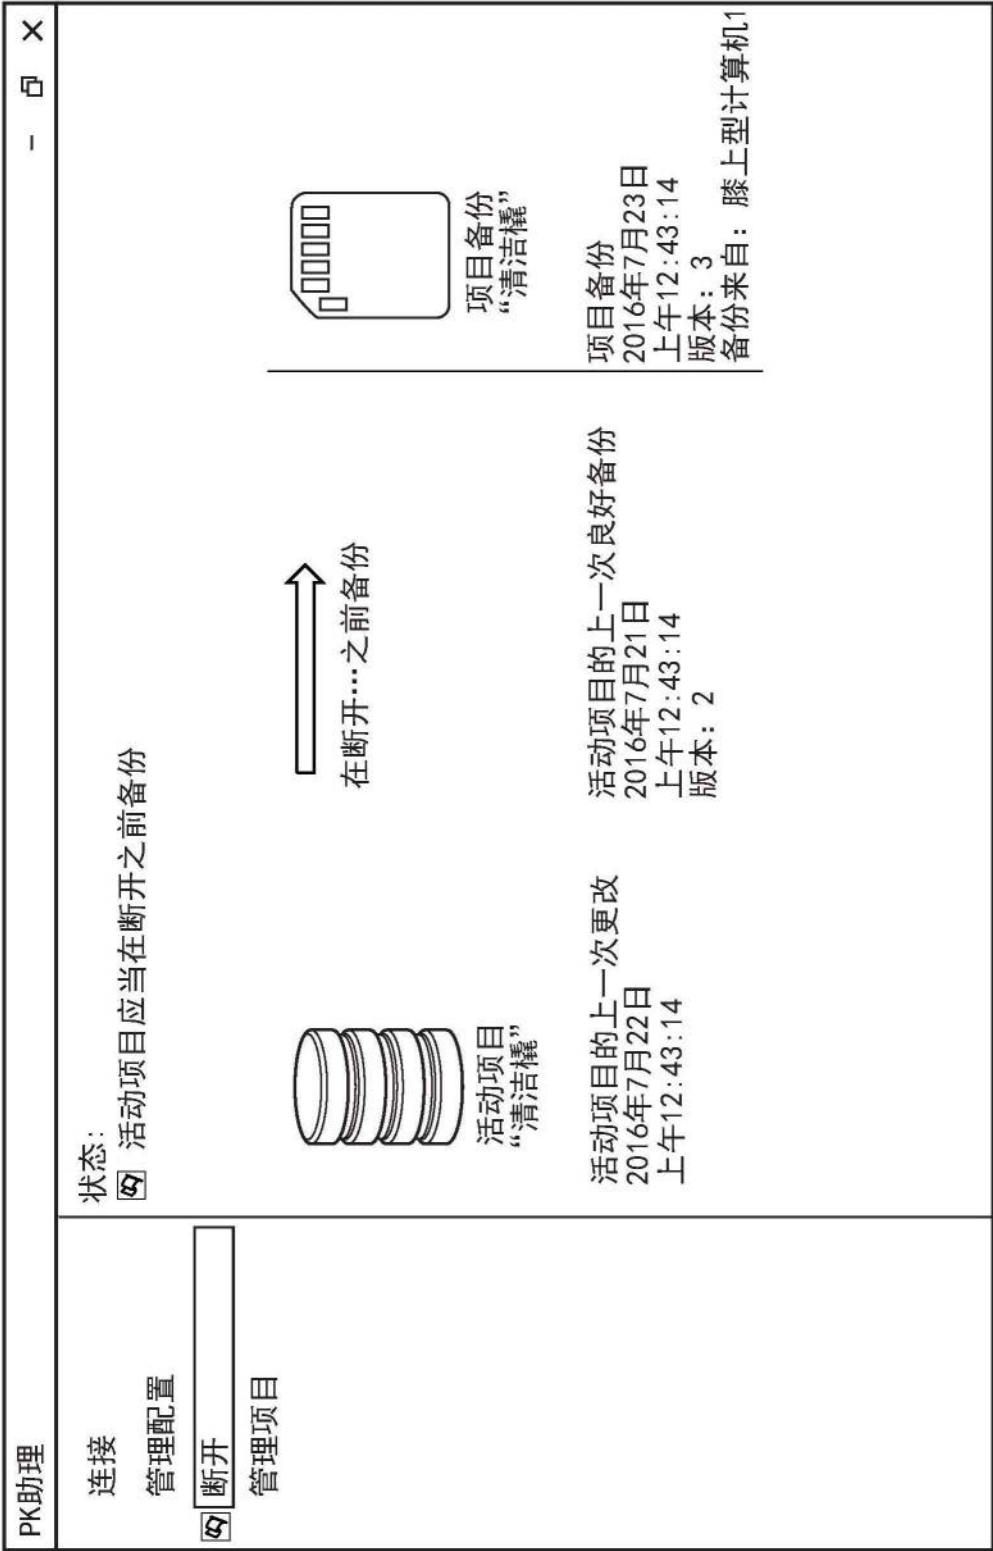 PK助理
连接
管理配置
断开
管理项目
状态:
活动项目应当在断开之前备份
活动项目
“清洁橇”
在断开…之前备份
项目备份
“清洁橇”
活动项目的上一次更改
2016年7月22日
上午12:43:14
活动项目的上一次良好备份
2016年7月21日
上午12:43:14
版本: 2
项目备份
2016年7月23日
上午12:43:14
版本: 3
备份来自: 膝上型计算机1